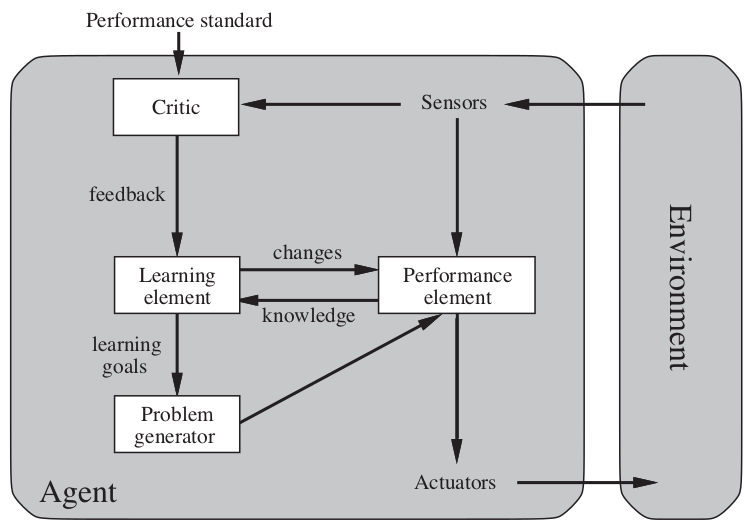 Performance standard
Critic
Sensors
feedback
changes
Learning
element
Performance
element
knowledge
learning
goals
Problem
generator
Agent
Actuators
Environment